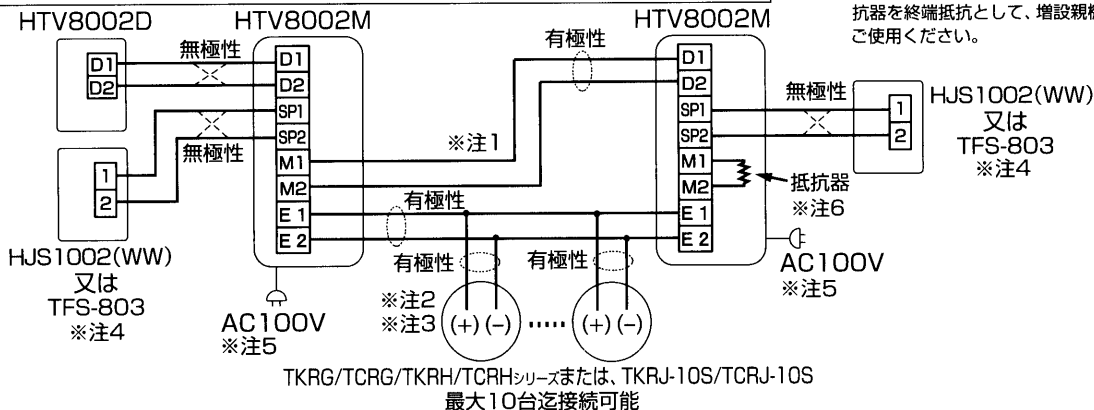 抗器を終端抵抗として、増設親機
ご使用ください。
HTV8002D
HTV8002M
HTV8002M
D1
D2
無極性
D1
D2
SP1
SP2
M1
M2
E1
E2
1
2
無極性
HJS1002(WW)
又は
TFS-803
※注4
AC100V
※注5
※注1
有極性
有極性
D1
D2
SP1
SP2
M1
M2
E1
E2
無極性
1
2
HJS1002(WW)
又は
TFS-803
※注4
抵抗器
※注6
AC100V
※注5
有極性
有極性
※注2
※注3
(+) (-) ····· (+) (-)
TKRG/TCRG/TKRH/TCRHシリーズまたは、TKRJ-10S/TCRJ-10S
最大10台迄接続可能